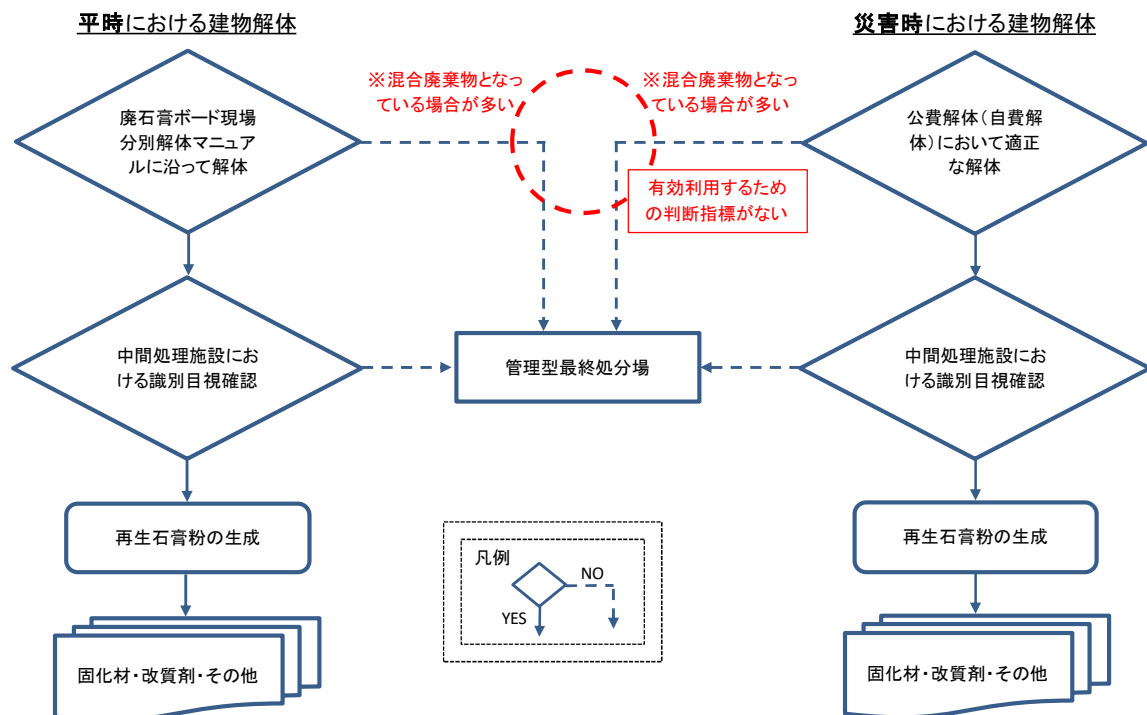 平時における建物解体
災害時における建物解体
※混合廃棄物となっ
ている場合が多い
※混合廃棄物となっ
ている場合が多い
廃石膏ボード現場
分別解体マニュア
ルに沿って解体
公費解体(自費解
体)において適正
な解体
有効利用するため
の判断指標がない
中間処理施設にお
ける識別目視確認
管理型最終処分場
中間処理施設にお
ける識別目視確認
再生石膏粉の生成
再生石膏粉の生成
凡例
NO
YES
固化材・改質剤・その他
固化材・改質剤・その他